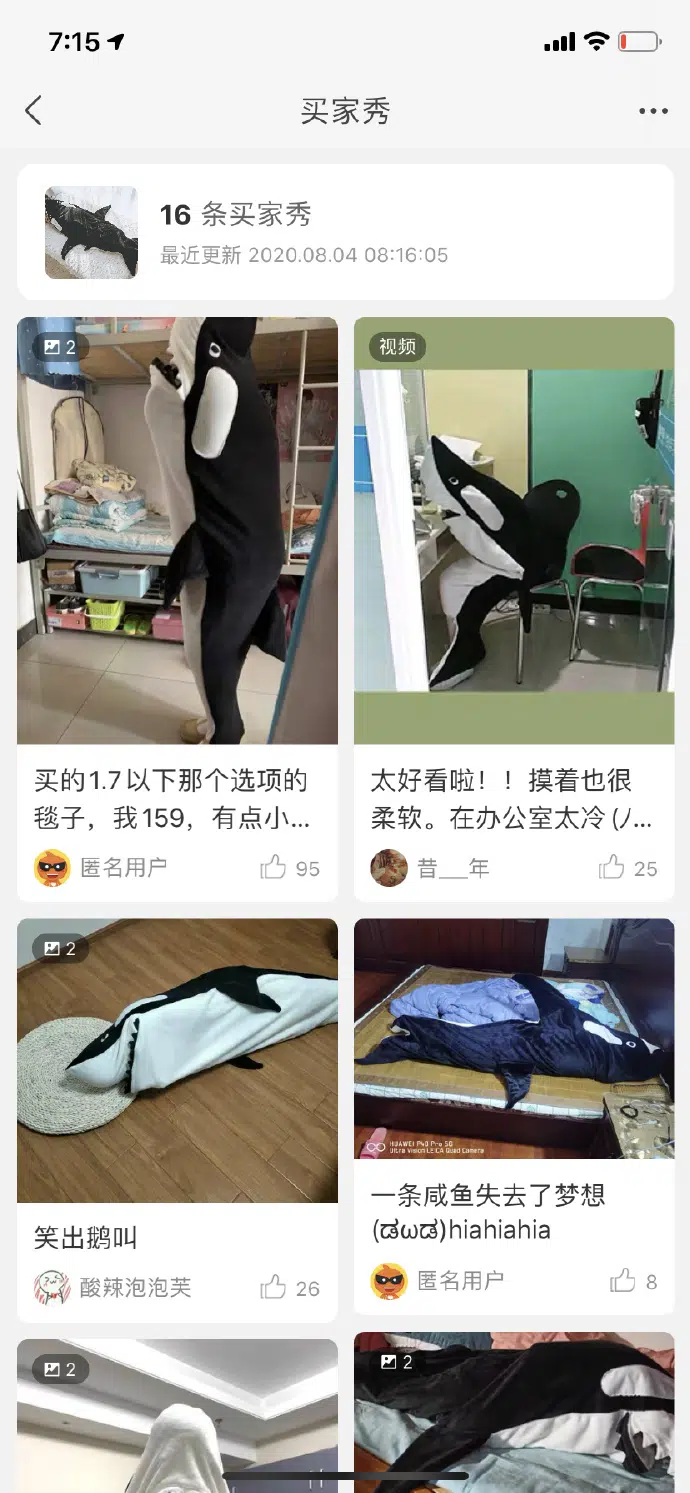 7:15
买家秀
16 条买家秀
最近更新 2020.08.04 08:16:05
2
视频
买的1.7以下那个选项的
毯子，我159，有点小...
匿名用户
95
太好看啦！！摸着也很
柔软。在办公室太冷(ﾉ...
昔__年
25
2
笑出鹅叫
酸辣泡泡芙
26
HUAWEI P40 Pro 5G
Ultra Vision LEICA Quad Camera
一条咸鱼失去了梦想
(ಡωಡ)hiahiahia
匿名用户
8
2
2